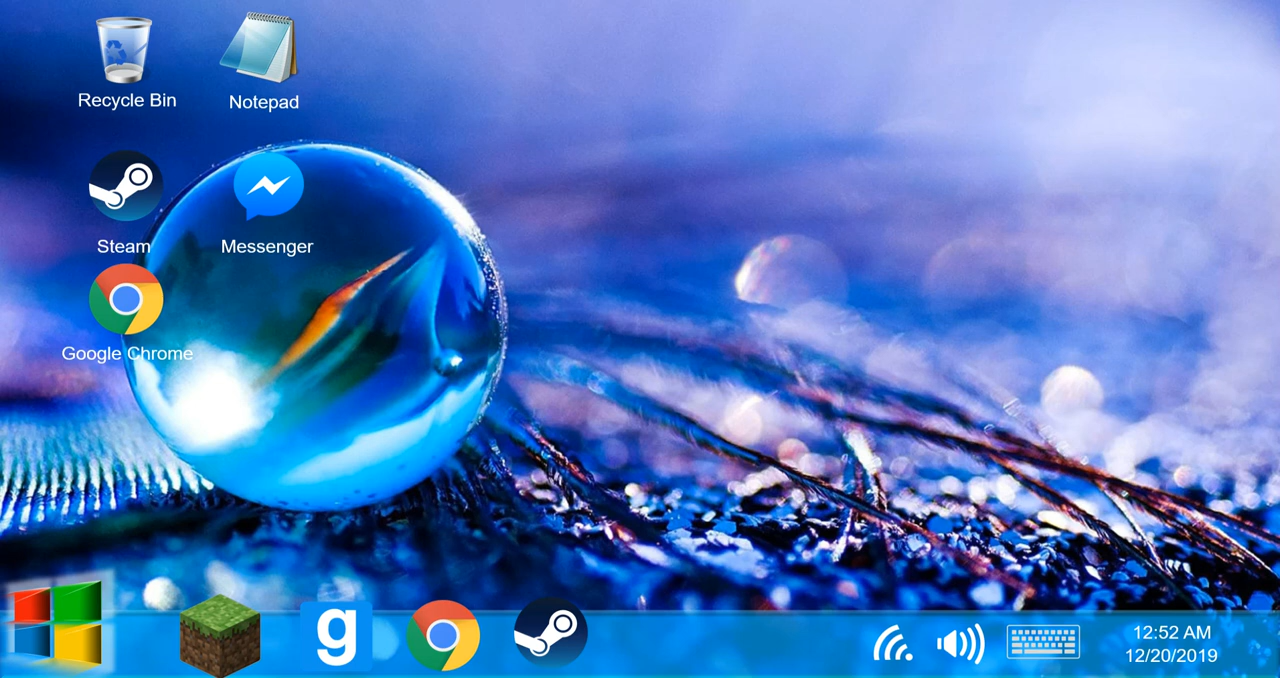 Recycle Bin
Notepad
Steam
Messenger
Google Chrome
g
12:52 AM
12/20/2019